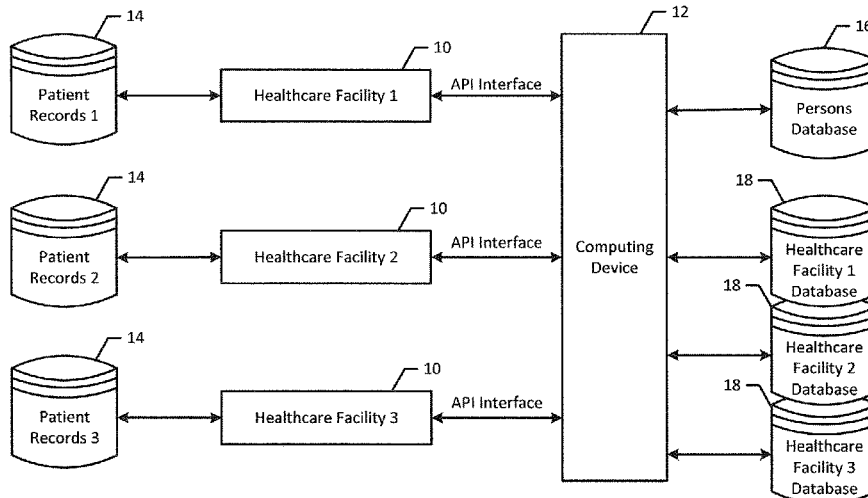 14
Patient
Records 1
10
Healthcare Facility 1
API Interface
12
Computing
Device
16
Persons
Database
14
Patient
Records 2
10
Healthcare Facility 2
API Interface
18
Healthcare
Facility 1
Database
18
Healthcare
Facility 2
Database
14
Patient
Records 3
10
Healthcare Facility 3
API Interface
18
Healthcare
Facility 3
Database